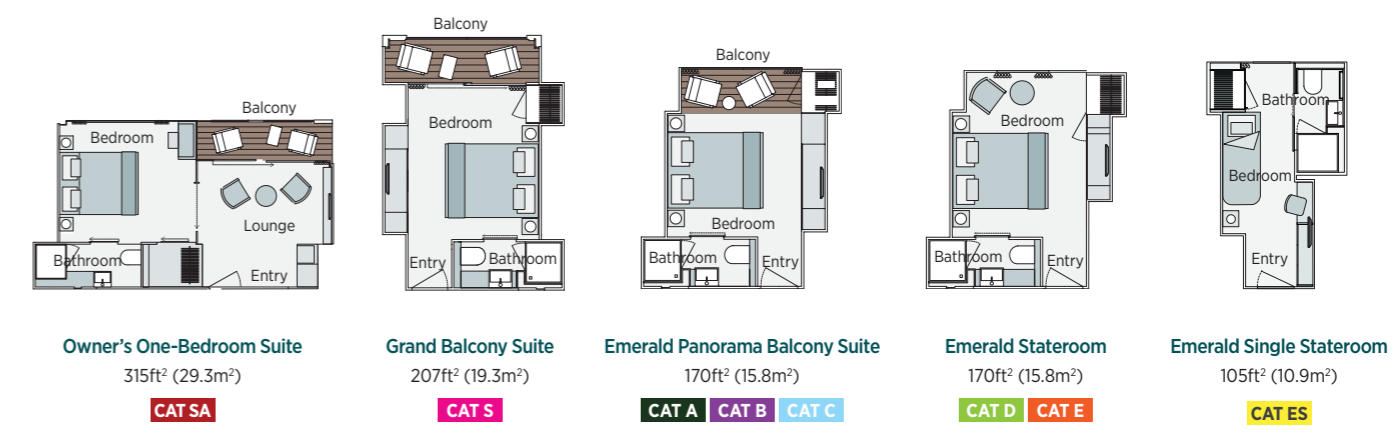 Balcony
Bedroom
Lounge
Bathroom
Entry
Owner's One-Bedroom Suite
315ft² (29.3m²)
CAT SA
Balcony
Bedroom
Entry
Bathroom
Grand Balcony Suite
207ft² (19.3m²)
CAT S
Balcony
Bedroom
Bathroom
Entry
Emerald Panorama Balcony Suite
170ft² (15.8m²)
CAT A CAT B CAT C
Bedroom
Bathroom
Entry
Emerald Stateroom
170ft² (15.8m²)
CAT D CAT E
Bathroom
Bedroom
Entry
Emerald Single Stateroom
105ft² (10.9m²)
CAT ES